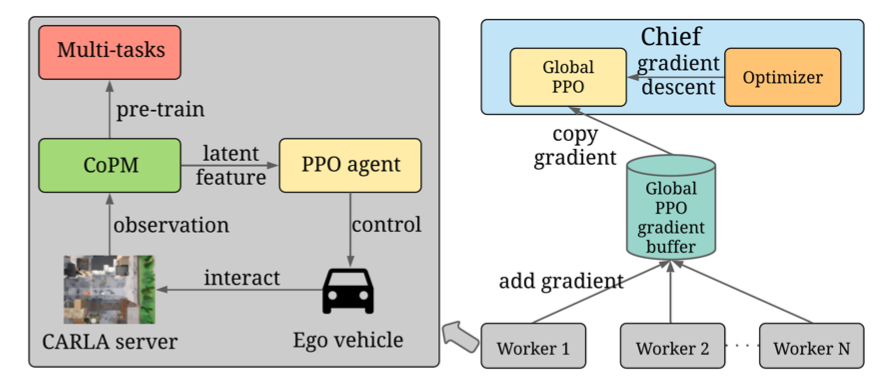 Multi-tasks
pre-train
CoPM
latent
feature
PPO agent
observation
control
interact
CARLA server
Ego vehicle
Chief
Global
PPO
gradient
descent
Optimizer
copy
gradient
Global
PPO
gradient
buffer
add gradient
Worker 1
Worker 2
Worker N